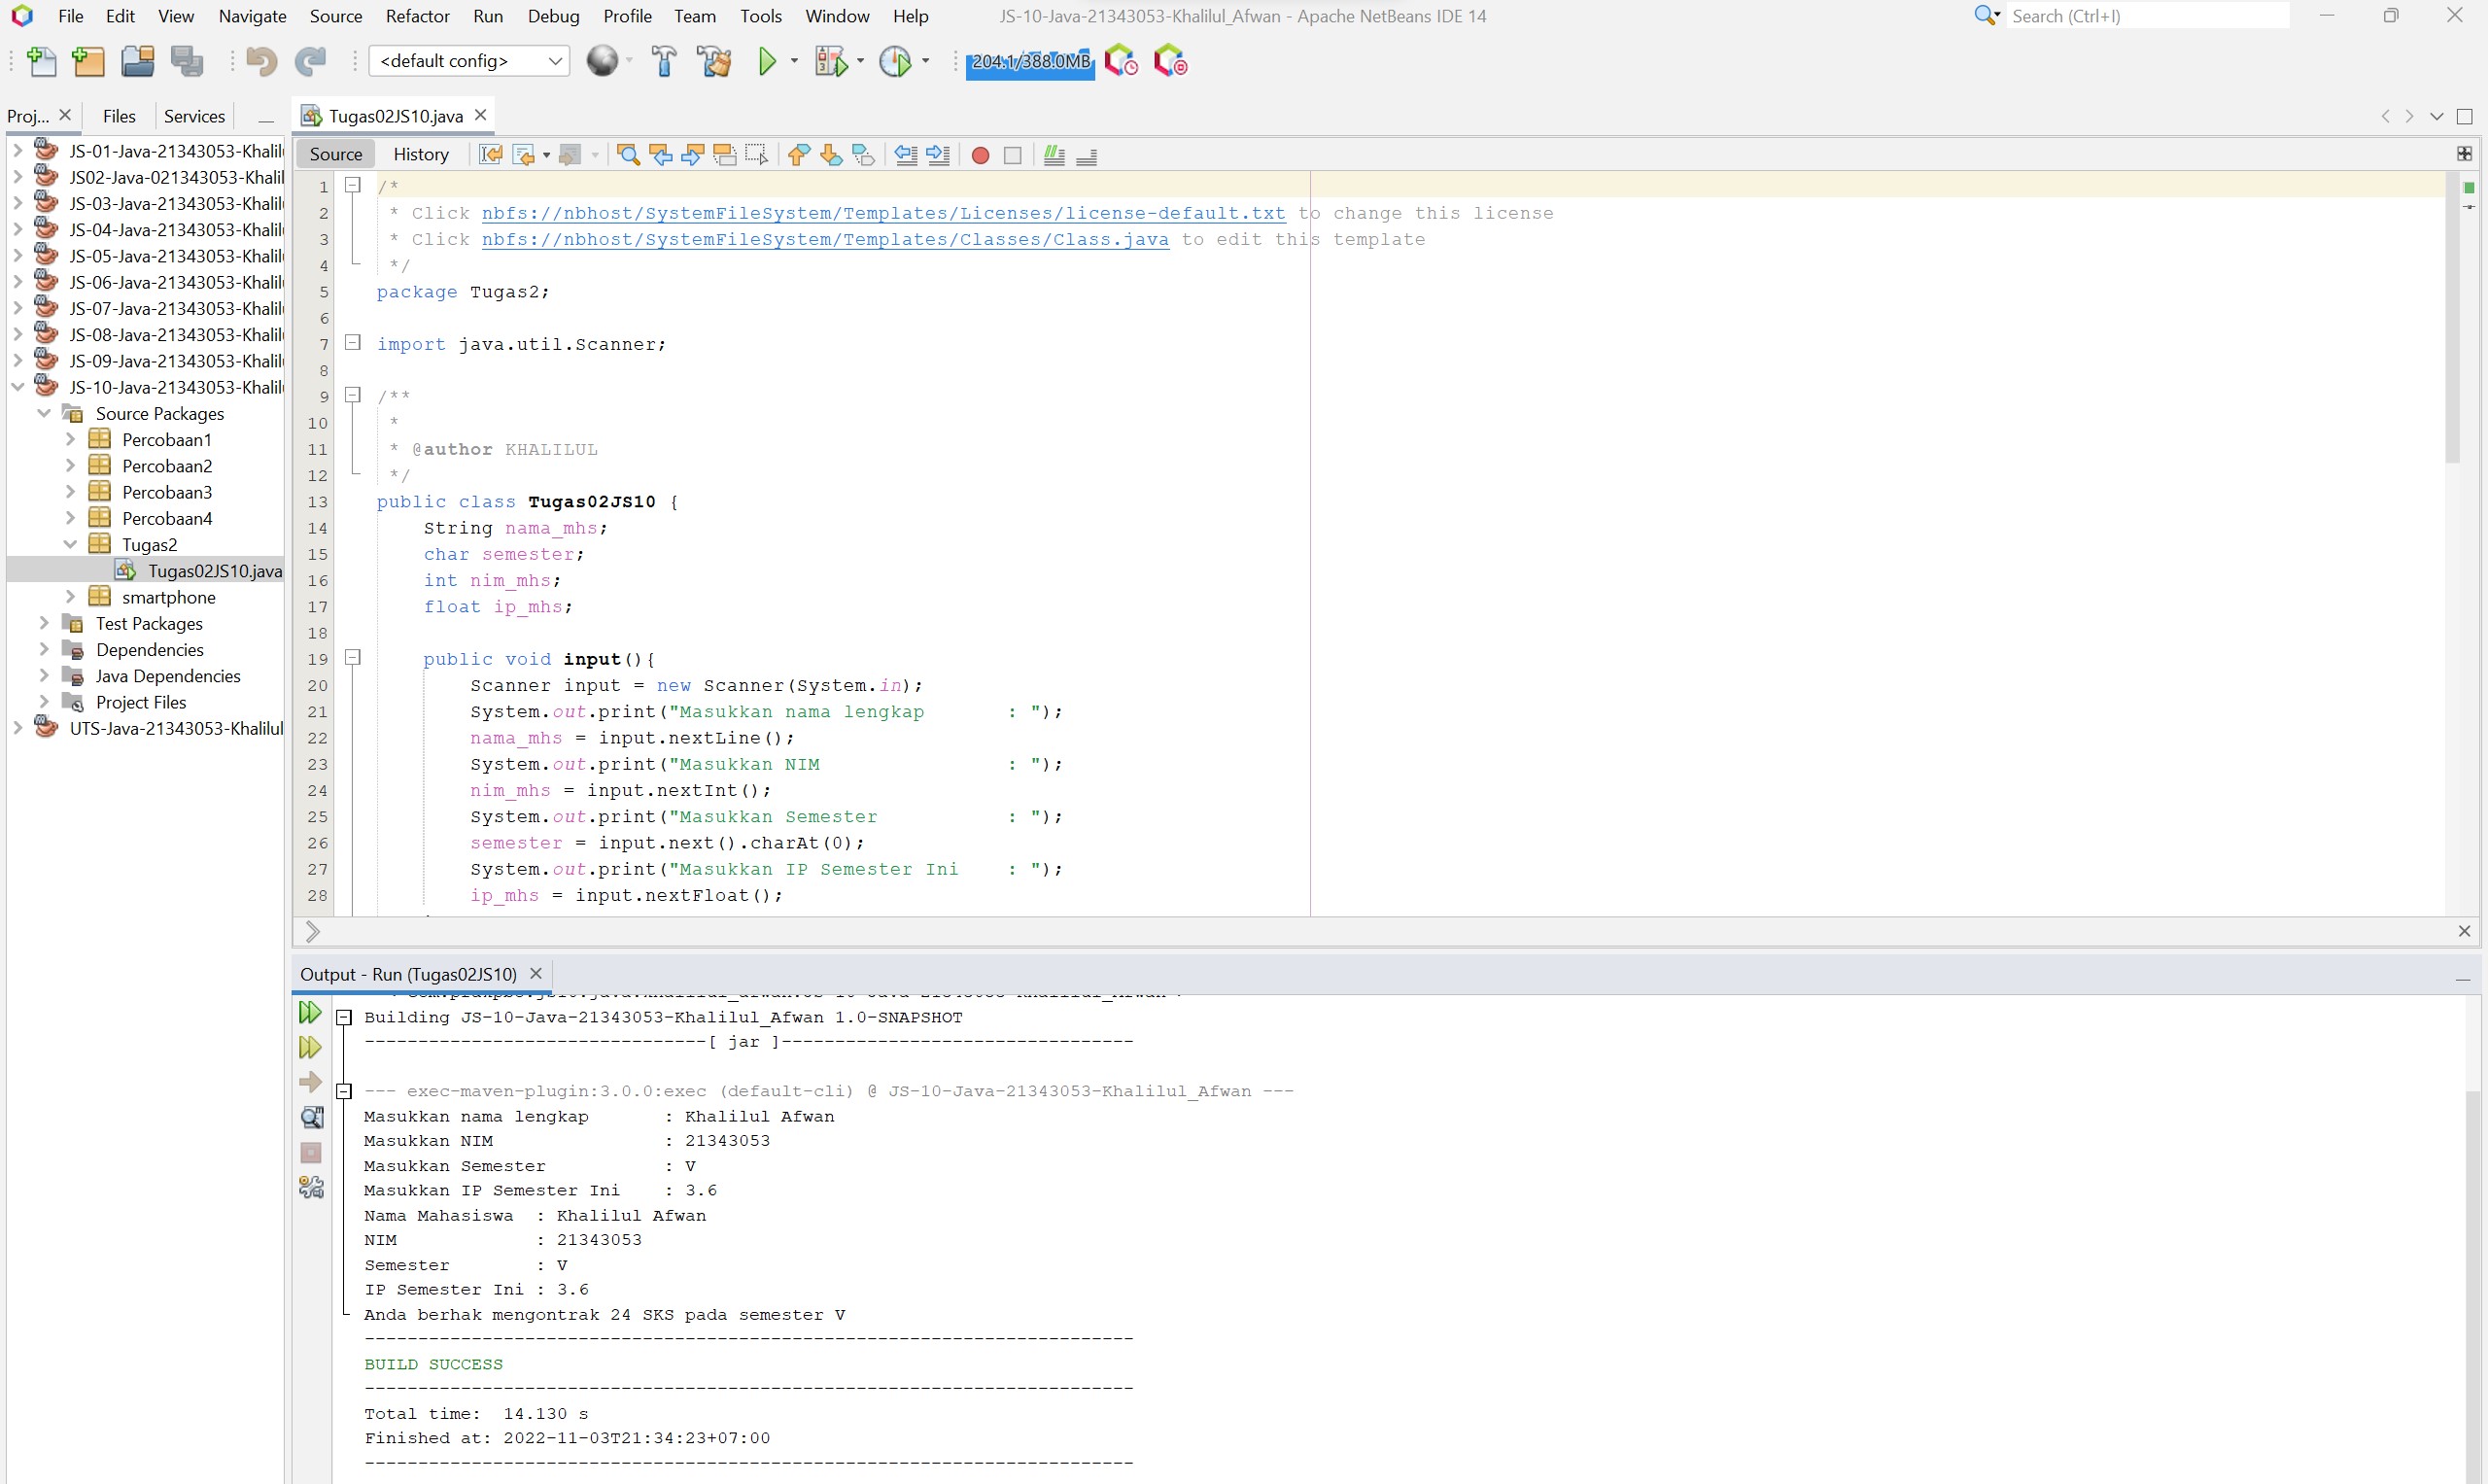 File Edit View Navigate Source Refactor Run Debug Profile Team Tools Window Help JS-10-Java-21343053-Khalilul_Afwan - Apache NetBeans IDE 14 Search (Ctrl+I)
<default config> 204.1/388.0MB
Proj... Files Services
JS-01-Java-21343053-Khalil
JS02-Java-021343053-Khalil
JS-03-Java-21343053-Khalil
JS-04-Java-21343053-Khalil
JS-05-Java-21343053-Khalil
JS-06-Java-21343053-Khalil
JS-07-Java-21343053-Khalil
JS-08-Java-21343053-Khalil
JS-09-Java-21343053-Khalil
JS-10-Java-21343053-Khalil
Source Packages
Percobaan1
Percobaan2
Percobaan3
Percobaan4
Tugas2
Tugas02JS10.java
smartphone
Test Packages
Dependencies
Java Dependencies
Project Files
UTS-Java-21343053-Khalilul
Tugas02JS10.java
Source History
1 /*
2 * Click nbfs://nbhost/SystemFileSystem/Templates/Licenses/license-default.txt to change this license
3 * Click nbfs://nbhost/SystemFileSystem/Templates/Classes/Class.java to edit this template
4 */
5 package Tugas2;
6
7 import java.util.Scanner;
8
9 /**
10 *
11 * @author KHALILUL
12 */
13 public class Tugas02JS10 {
14 String nama_mhs;
15 char semester;
16 int nim_mhs;
17 float ip_mhs;
18
19 public void input(){
20 Scanner input = new Scanner(System.in);
21 System.out.print("Masukkan nama lengkap : ");
22 nama_mhs = input.nextLine();
23 System.out.print("Masukkan NIM : ");
24 nim_mhs = input.nextInt();
25 System.out.print("Masukkan Semester : ");
26 semester = input.next().charAt(0);
27 System.out.print("Masukkan IP Semester Ini : ");
28 ip_mhs = input.nextFloat();
Output - Run (Tugas02JS10)
Building JS-10-Java-21343053-Khalilul_Afwan 1.0-SNAPSHOT
--------------------------------[ jar ]---------------------------------
--- exec-maven-plugin:3.0.0:exec (default-cli) @ JS-10-Java-21343053-Khalilul_Afwan ---
Masukkan nama lengkap : Khalilul Afwan
Masukkan NIM : 21343053
Masukkan Semester : V
Masukkan IP Semester Ini : 3.6
Nama Mahasiswa : Khalilul Afwan
NIM : 21343053
Semester : V
IP Semester Ini : 3.6
Anda berhak mengontrak 24 SKS pada semester V
------------------------------------------------------------------------
BUILD SUCCESS
------------------------------------------------------------------------
Total time: 14.130 s
Finished at: 2022-11-03T21:34:23+07:00
------------------------------------------------------------------------